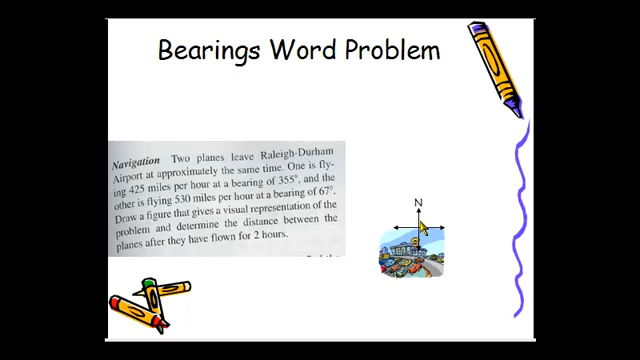 Bearings Word Problem
Navigation Two planes leave Raleigh-Durham
Airport at approximately the same time. One is fly-
ing 425 miles per hour at a bearing of 355°, and the
other is flying 530 miles per hour at a bearing of 67°.
Draw a figure that gives a visual representation of the
problem and determine the distance between the
planes after they have flown for 2 hours.
N